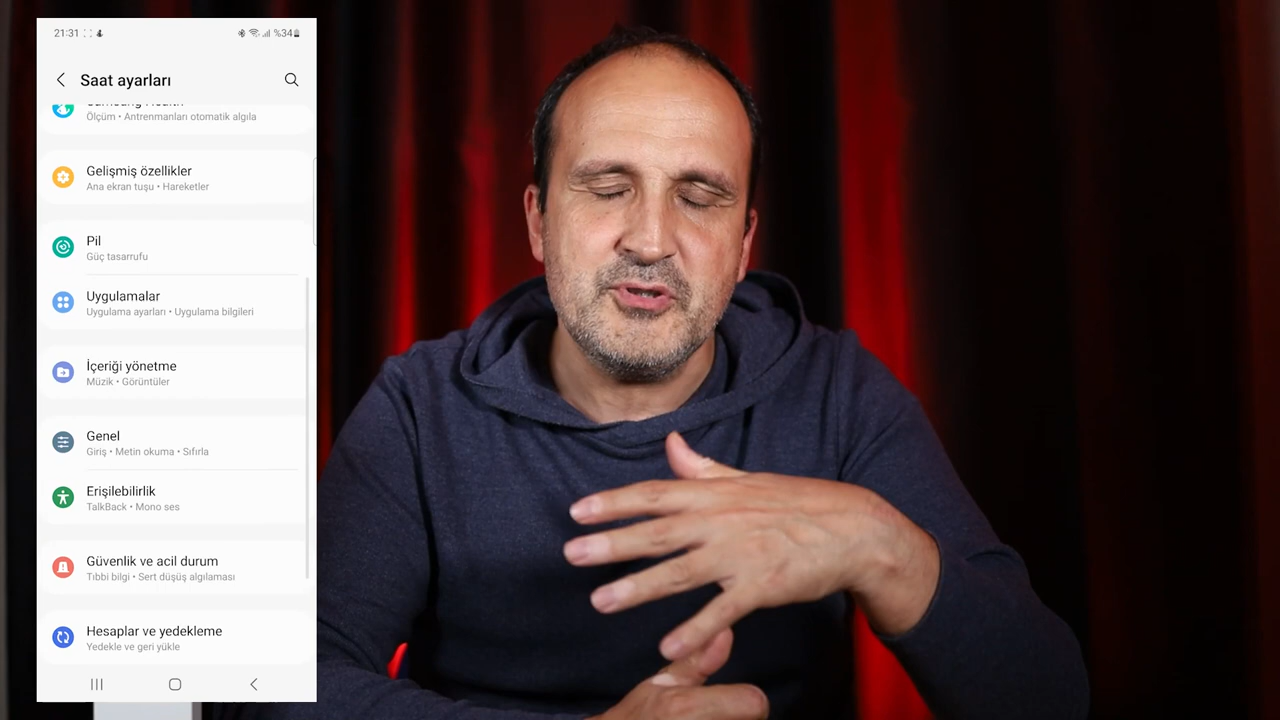 21:31
%34
Saat ayarları
Ölçüm • Antrenmanları otomatik algıla
Gelişmiş özellikler
Ana ekran tuşu • Hareketler
Pil
Güç tasarrufu
Uygulamalar
Uygulama ayarları • Uygulama bilgileri
İçeriği yönetme
Müzik • Görüntüler
Genel
Giriş • Metin okuma • Sıfırla
Erişilebilirlik
TalkBack • Mono ses
Güvenlik ve acil durum
Tıbbi bilgi • Sert düşüş algılaması
Hesaplar ve yedekleme
Yedekle ve geri yükle